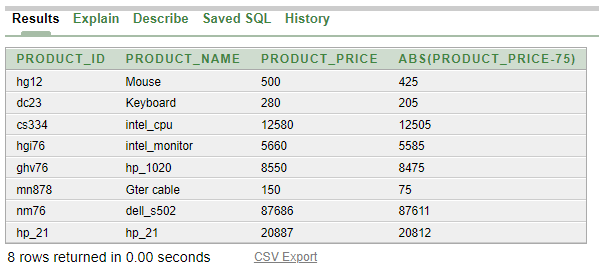 Results Explain Describe Saved SQL History
PRODUCT_ID PRODUCT_NAME PRODUCT_PRICE ABS(PRODUCT_PRICE-75)
hg12 Mouse 500 425
dc23 Keyboard 280 205
cs334 intel_cpu 12580 12505
hgi76 intel_monitor 5660 5585
ghv76 hp_1020 8550 8475
mn878 Gter cable 150 75
nm76 dell_s502 87686 87611
hp_21 hp_21 20887 20812
8 rows returned in 0.00 seconds CSV Export